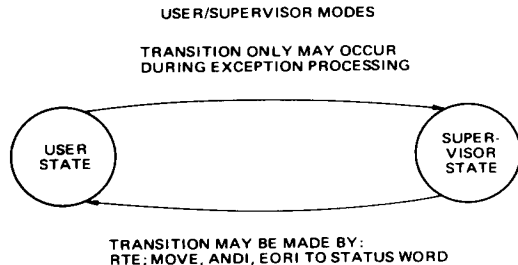 USER/SUPERVISOR MODES
TRANSITION ONLY MAY OCCUR
DURING EXCEPTION PROCESSING
USER
STATE
SUPER-
VISOR
STATE
TRANSITION MAY BE MADE BY:
RTE; MOVE, ANDI, EORI TO STATUS WORD